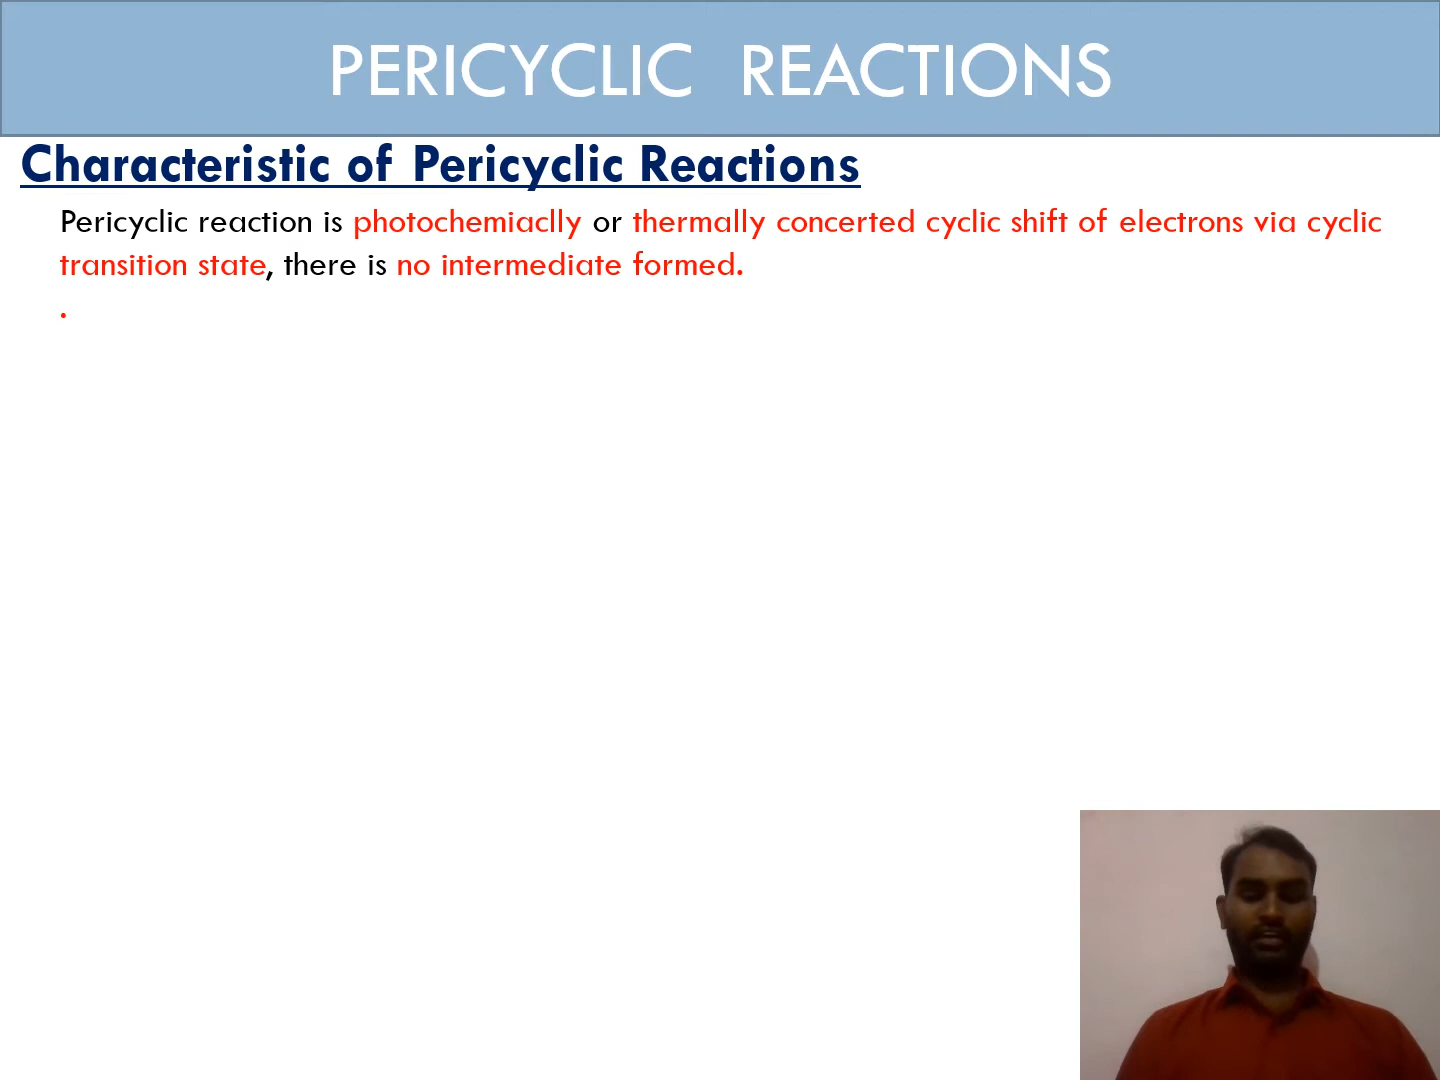 PERICYCLIC REACTIONS
Characteristic of Pericyclic Reactions
Pericyclic reaction is photochemiaclly or thermally concerted cyclic shift of electrons via cyclic
transition state, there is no intermediate formed.
.